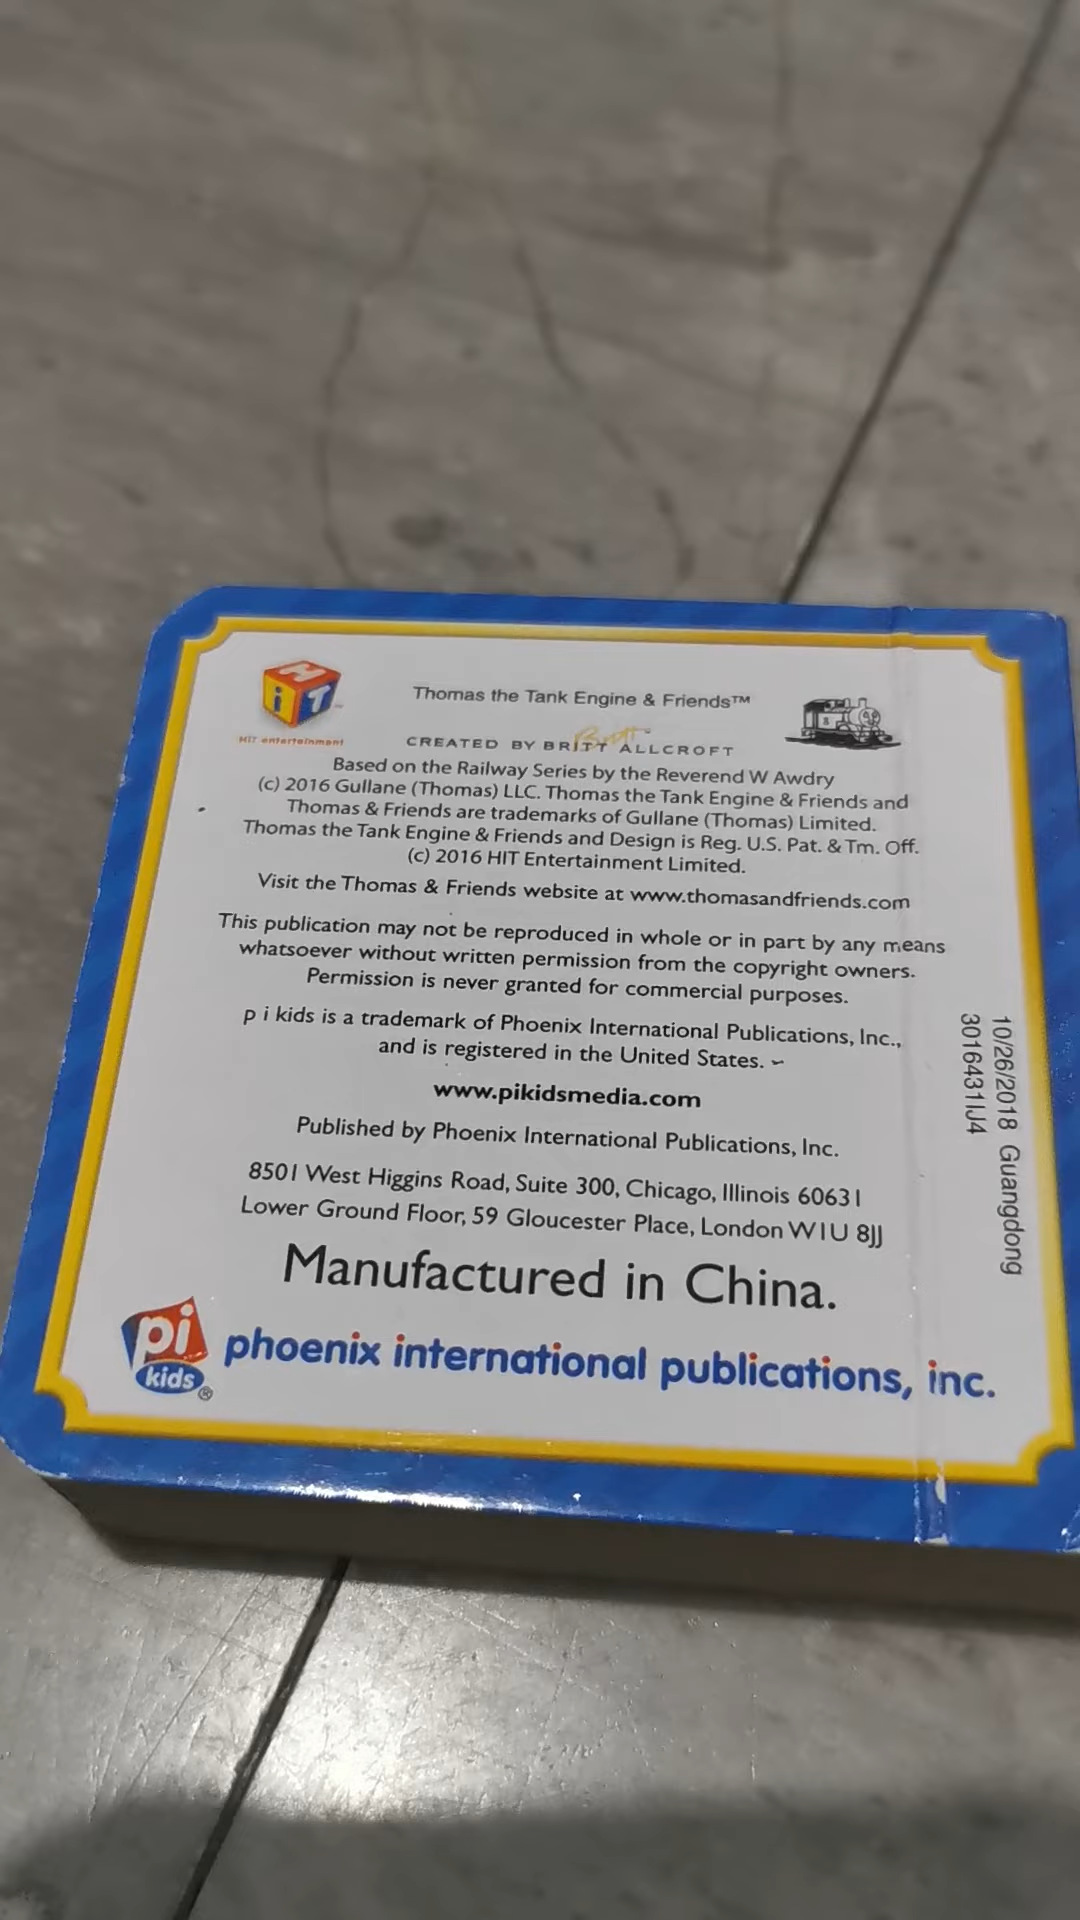 HiT
HIT entertainment
Thomas the Tank Engine & Friends™
CREATED BY BRITT ALLCROFT
Based on the Railway Series by the Reverend W Awdry
(c) 2016 Gullane (Thomas) LLC. Thomas the Tank Engine & Friends and
Thomas & Friends are trademarks of Gullane (Thomas) Limited.
Thomas the Tank Engine & Friends and Design is Reg. U.S. Pat. & Tm. Off.
(c) 2016 HIT Entertainment Limited.
Visit the Thomas & Friends website at www.thomasandfriends.com
This publication may not be reproduced in whole or in part by any means
whatsoever without written permission from the copyright owners.
Permission is never granted for commercial purposes.
p i kids is a trademark of Phoenix International Publications, Inc.,
and is registered in the United States.
www.pikidsmedia.com
Published by Phoenix International Publications, Inc.
8501 West Higgins Road, Suite 300, Chicago, Illinois 60631
Lower Ground Floor, 59 Gloucester Place, London W1U 8JJ
Manufactured in China.
pi
kids®
phoenix international publications, inc.
10/26/2018 Guangdong
3016431IJ4